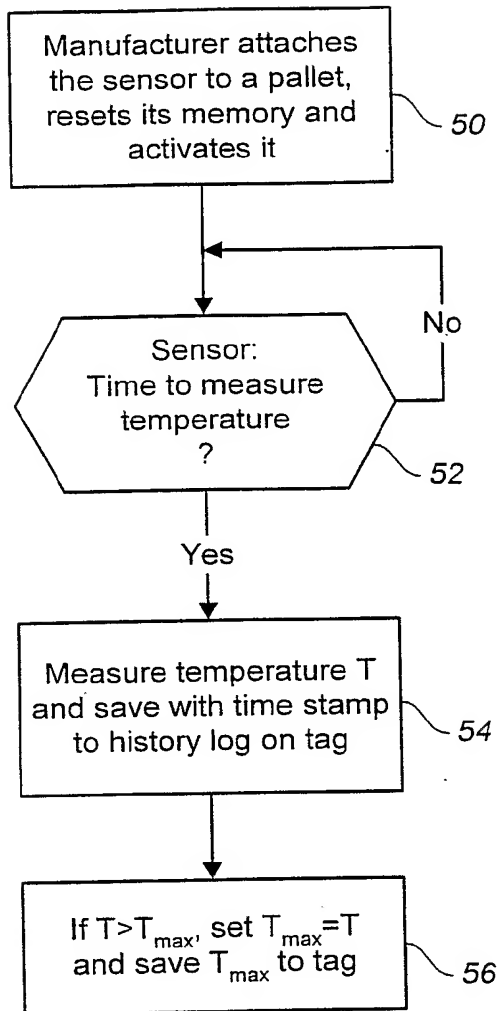 Manufacturer attaches
the sensor to a pallet,
resets its memory and
activates it
50
No
Sensor:
Time to measure
temperature
?
52
Yes
Measure temperature T
and save with time stamp
to history log on tag
54
If T>Tmax, set Tmax=T
and save Tmax to tag
56